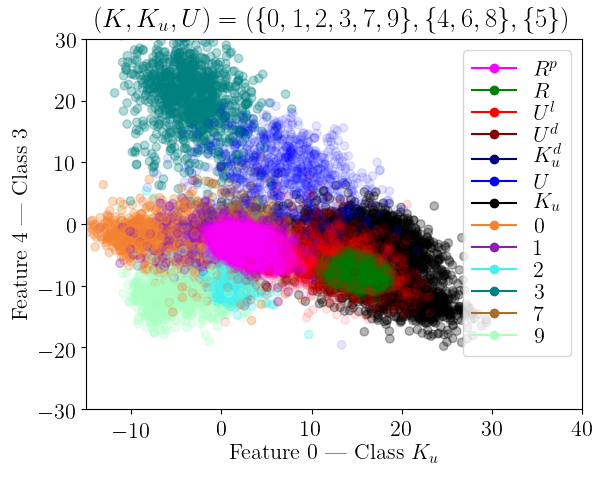 (K, K_u, U) = ({0, 1, 2, 3, 7, 9}, {4, 6, 8}, {5})
30
20
10
0
−10
−20
−30
Feature 4 — Class 3
R^p
R
U^l
U^d
K_u^d
U
K_u
0
1
2
3
7
9
−10
0
10
20
30
40
Feature 0 — Class K_u